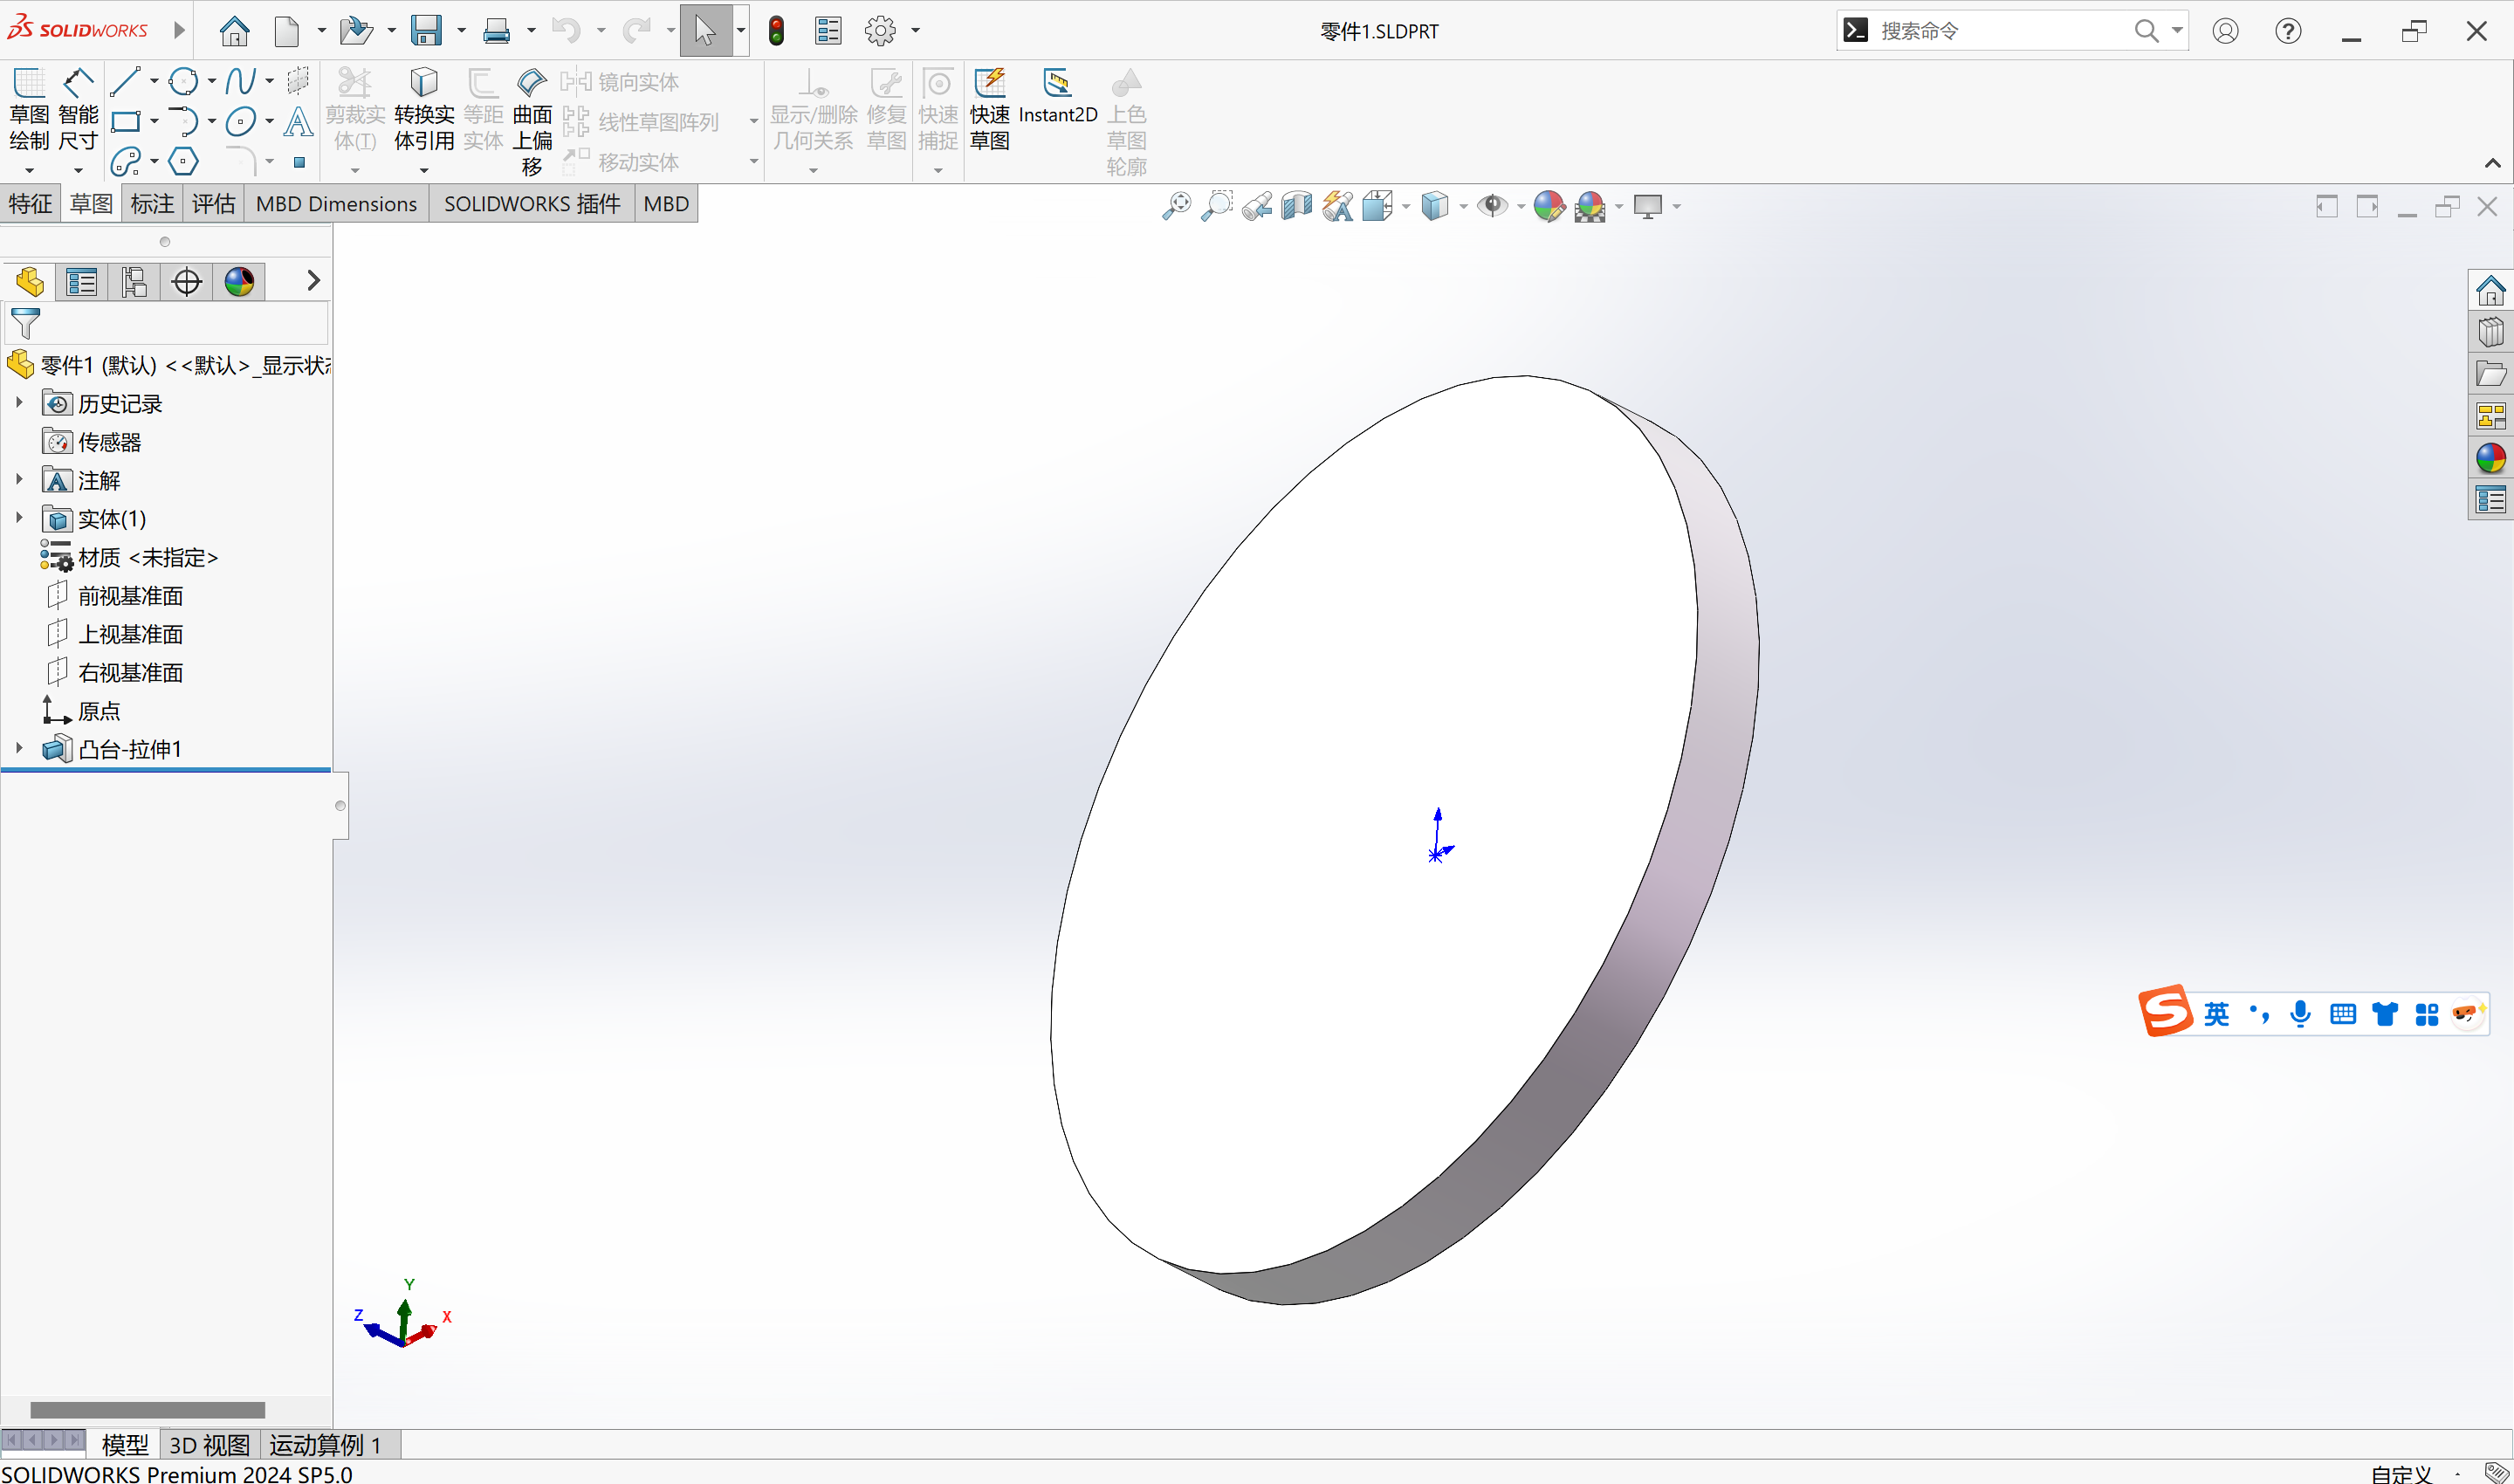 SOLIDWORKS
零件1.SLDPRT
搜索命令
草图绘制
智能尺寸
剪裁实体(T)
转换实体引用
等距实体
曲面上偏移
镜向实体
线性草图阵列
移动实体
显示/删除几何关系
修复草图
快速捕捉
快速草图
Instant2D
上色草图轮廓
特征 草图 标注 评估 MBD Dimensions SOLIDWORKS 插件 MBD
零件1 (默认) <<默认>_显示状态
历史记录
传感器
注解
实体(1)
材质 <未指定>
前视基准面
上视基准面
右视基准面
原点
凸台-拉伸1
英
Y
Z
X
模型 3D 视图 运动算例 1
SOLIDWORKS Premium 2024 SP5.0
自定义